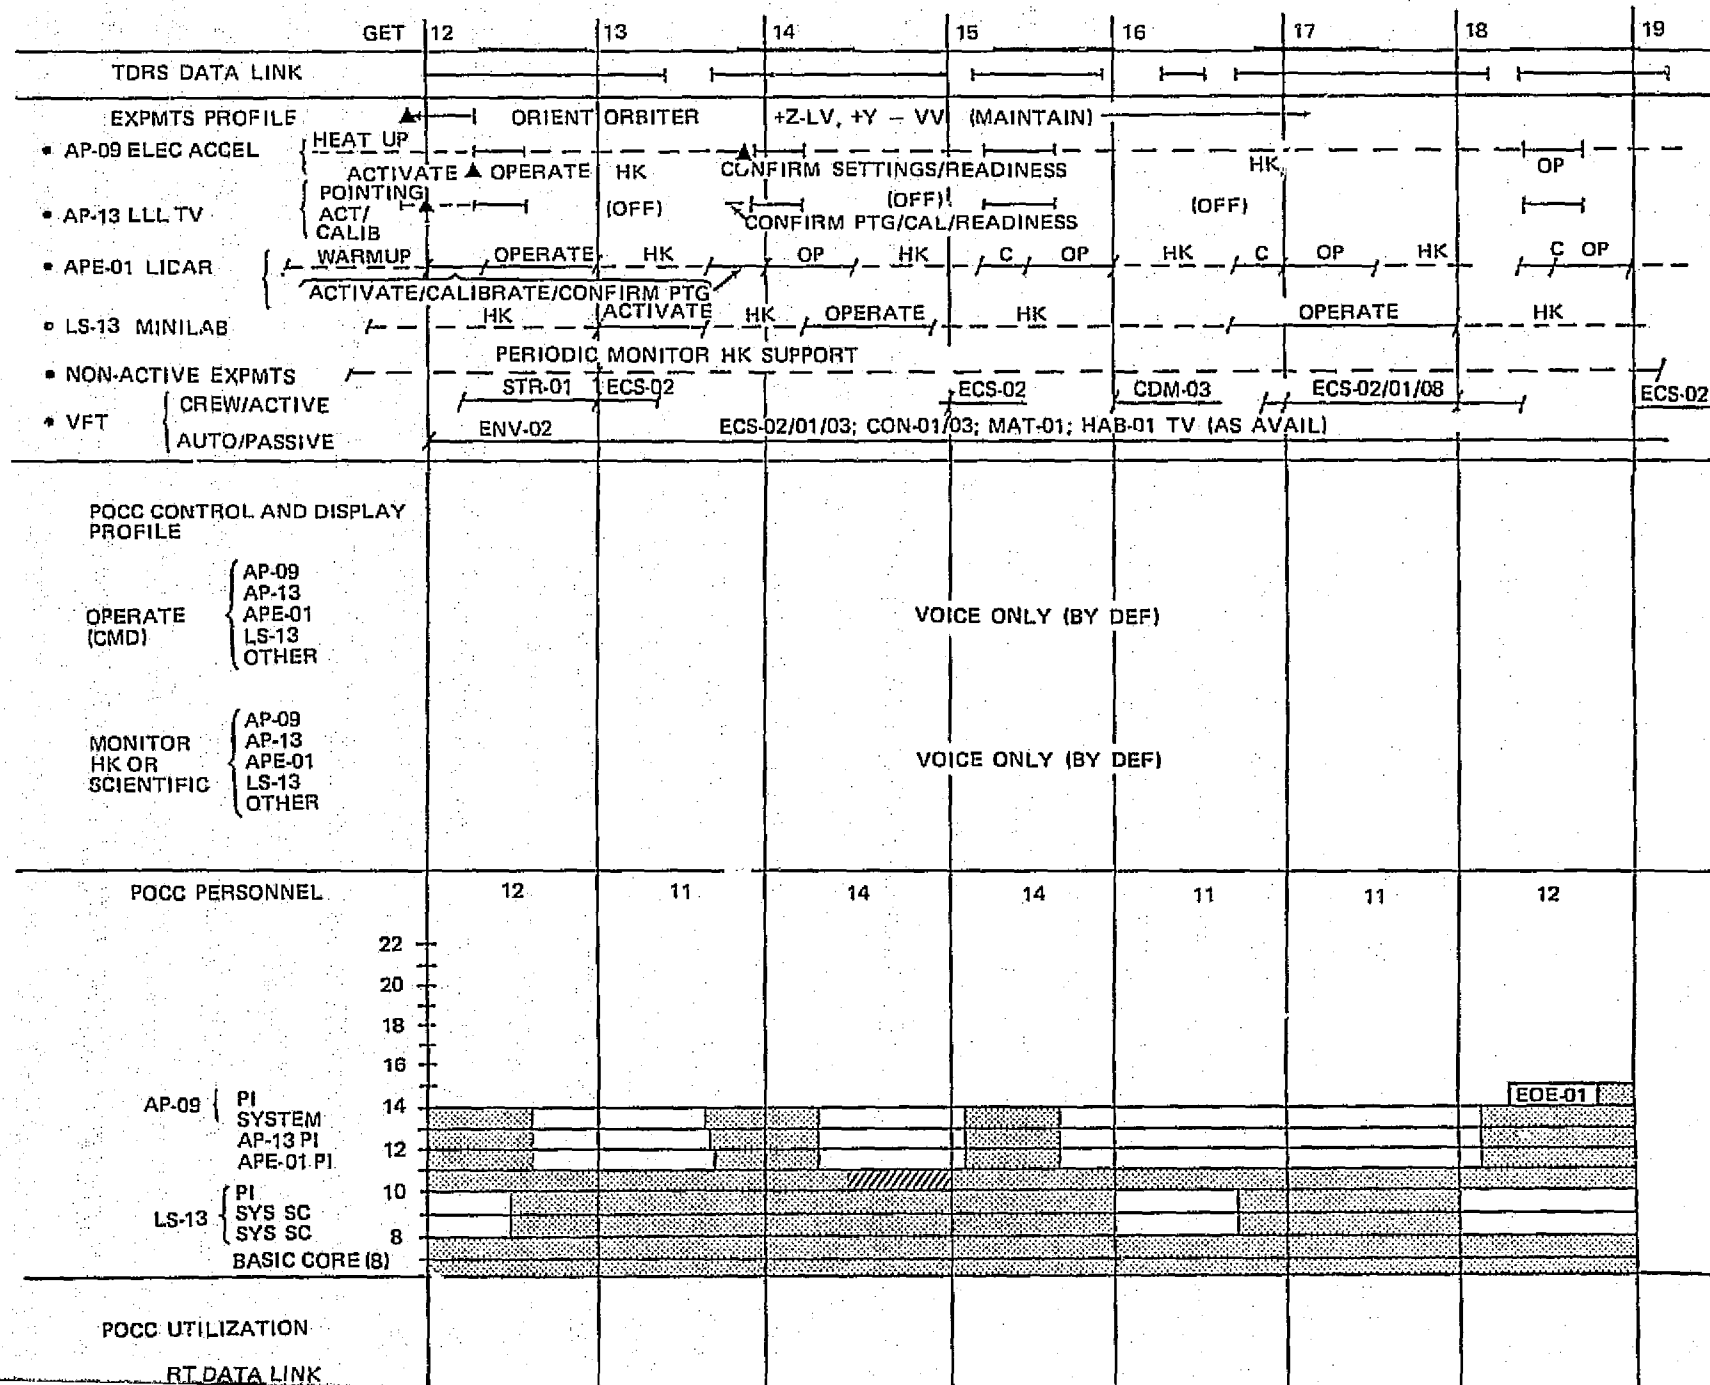 GET 12 13 14 15 16 17 18 19
TDRS DATA LINK
EXPMTS PROFILE ORIENT ORBITER +Z-LV, +Y – VV (MAINTAIN)
• AP-09 ELEC ACCEL HEAT UP
ACTIVATE OPERATE HK CONFIRM SETTINGS/READINESS HK OP
POINTING
• AP-13 LLL TV ACT/ (OFF) (OFF) (OFF)
CALIB CONFIRM PTG/CAL/READINESS
• APE-01 LIDAR WARMUP OPERATE HK OP HK C OP HK C OP HK C OP
ACTIVATE/CALIBRATE/CONFIRM PTG
• LS-13 MINILAB HK ACTIVATE HK OPERATE HK OPERATE HK
PERIODIC MONITOR HK SUPPORT
• NON-ACTIVE EXPMTS
• VFT CREW/ACTIVE STR-01 ECS-02 ECS-02 CDM-03 ECS-02/01/08 ECS-02
AUTO/PASSIVE ENV-02 ECS-02/01/03; CON-01/03; MAT-01; HAB-01 TV (AS AVAIL)
POCC CONTROL AND DISPLAY
PROFILE
OPERATE
(CMD)
AP-09
AP-13
APE-01
LS-13
OTHER
VOICE ONLY (BY DEF)
MONITOR
HK OR
SCIENTIFIC
AP-09
AP-13
APE-01
LS-13
OTHER
VOICE ONLY (BY DEF)
POCC PERSONNEL 12 11 14 14 11 11 12
22
20
18
16
EOE-01
AP-09 PI 14
SYSTEM
AP-13 PI
APE-01 PI 12
LS-13 PI 10
SYS SC
SYS SC 8
BASIC CORE (8)
POCC UTILIZATION
RT DATA LINK